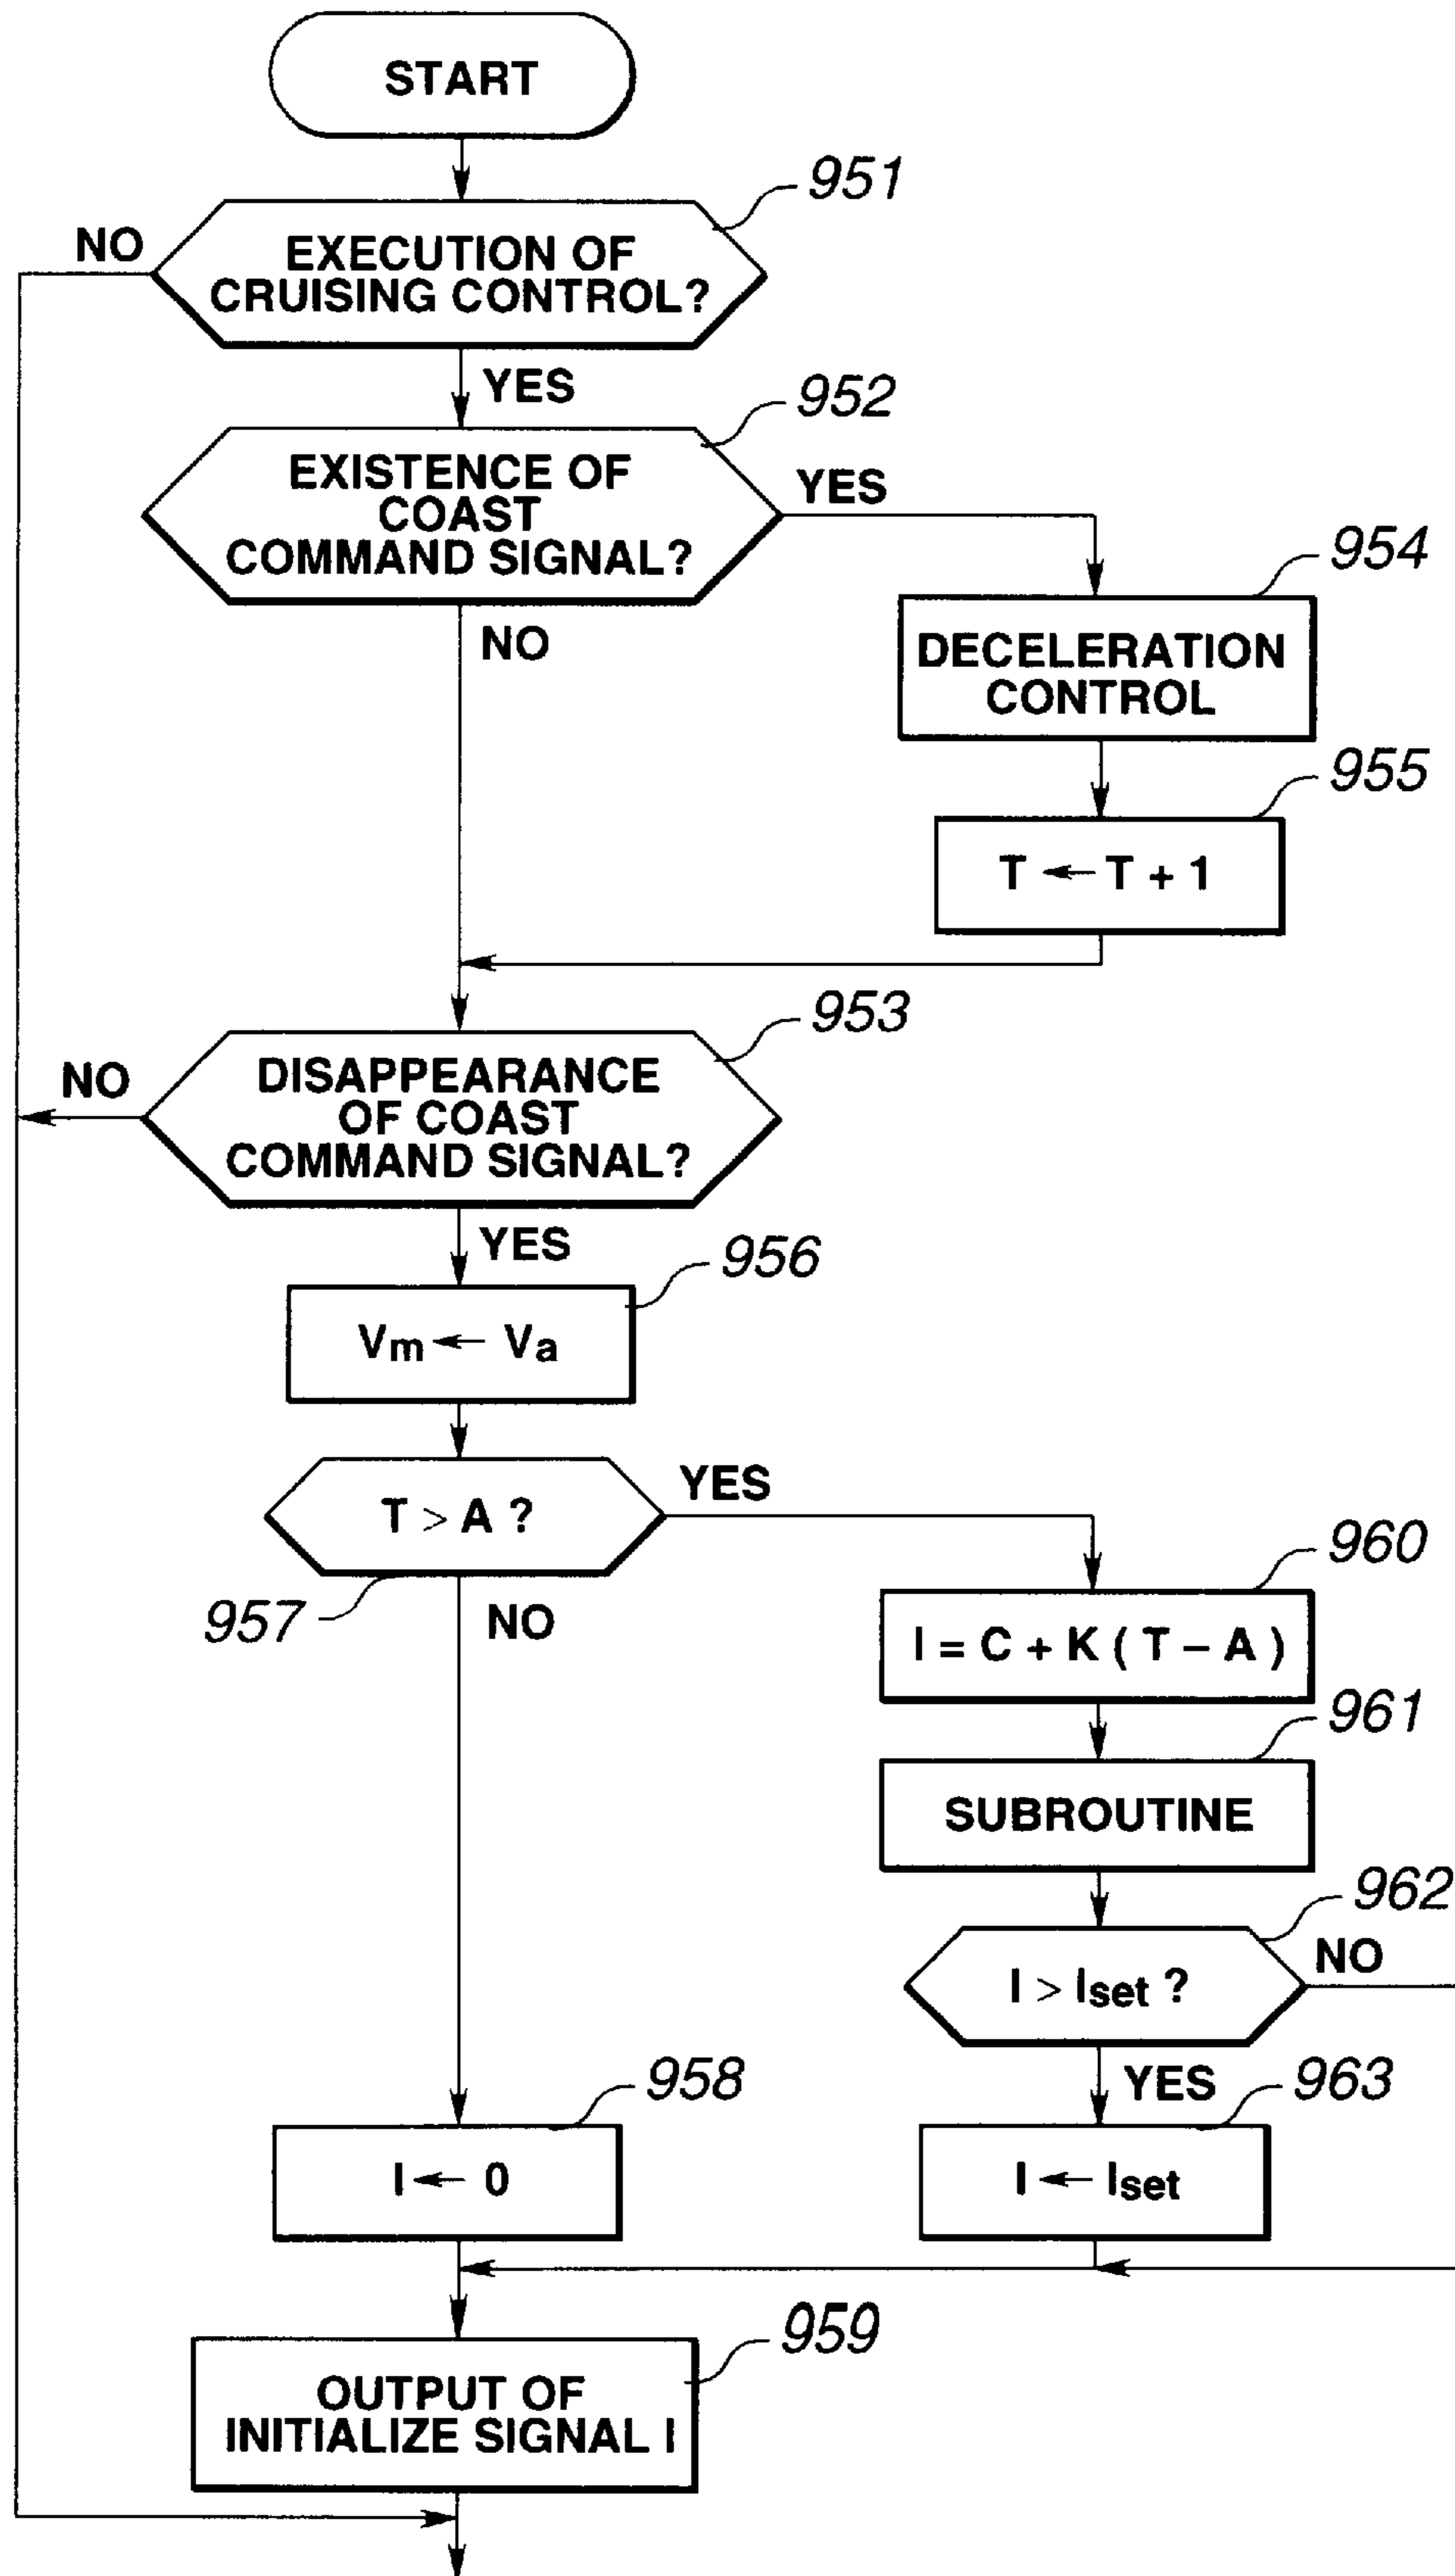 START
951
NO
EXECUTION OF
CRUISING CONTROL?
YES
952
EXISTENCE OF
COAST
COMMAND SIGNAL?
YES
NO
954
DECELERATION
CONTROL
955
T ← T + 1
953
NO
DISAPPEARANCE
OF COAST
COMMAND SIGNAL?
YES
956
Vm ← Va
T > A ?
YES
957
NO
960
I = C + K ( T – A )
961
SUBROUTINE
962
I > Iset ?
NO
YES
958
963
I ← 0
I ← Iset
959
OUTPUT OF
INITIALIZE SIGNAL I